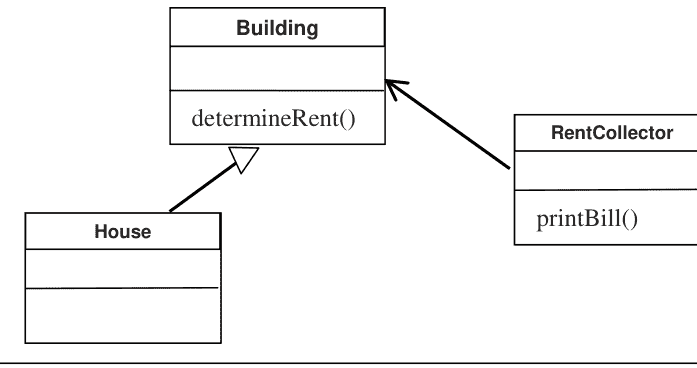 Building
determineRent()
RentCollector
printBill()
House